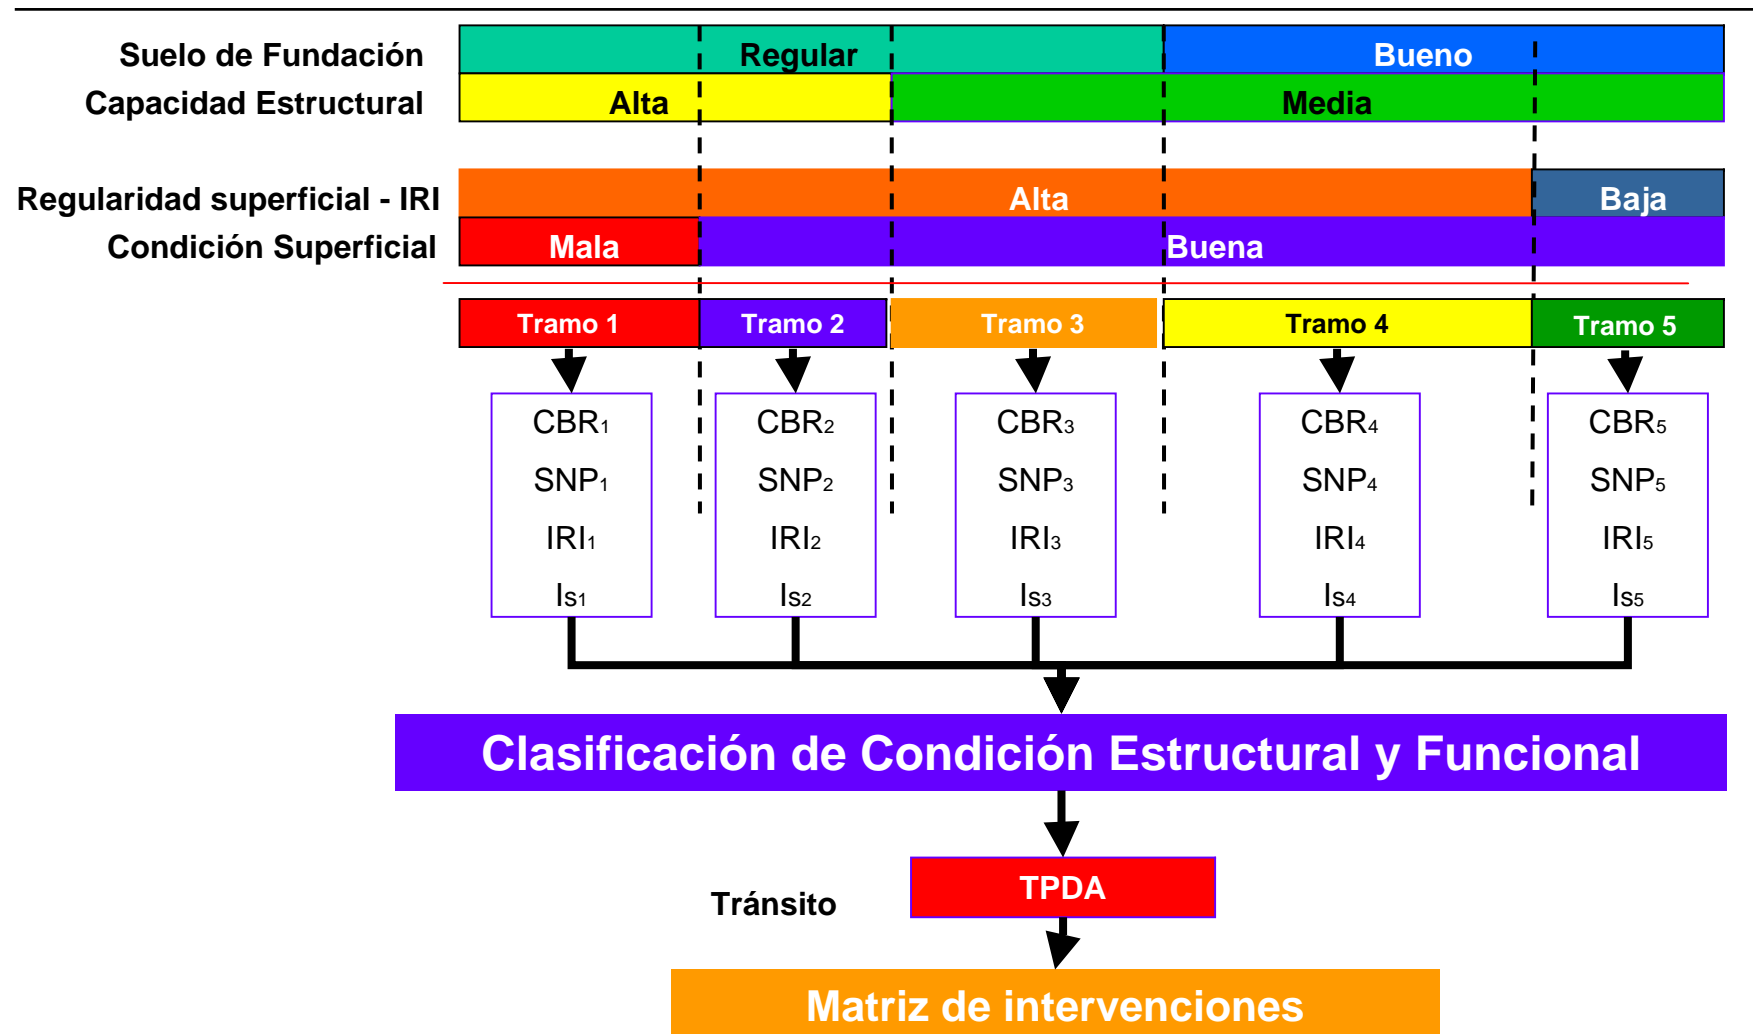 Suelo de Fundación Regular Bueno
Capacidad Estructural Alta Media
Regularidad superficial - IRI Alta Baja
Condición Superficial Mala Buena
Tramo 1 Tramo 2 Tramo 3 Tramo 4 Tramo 5
CBR1 CBR2 CBR3 CBR4 CBR5
SNP1 SNP2 SNP3 SNP4 SNP5
IRI1 IRI2 IRI3 IRI4 IRI5
Is1 Is2 Is3 Is4 Is5
Clasificación de Condición Estructural y Funcional
TPDA
Tránsito
Matriz de intervenciones